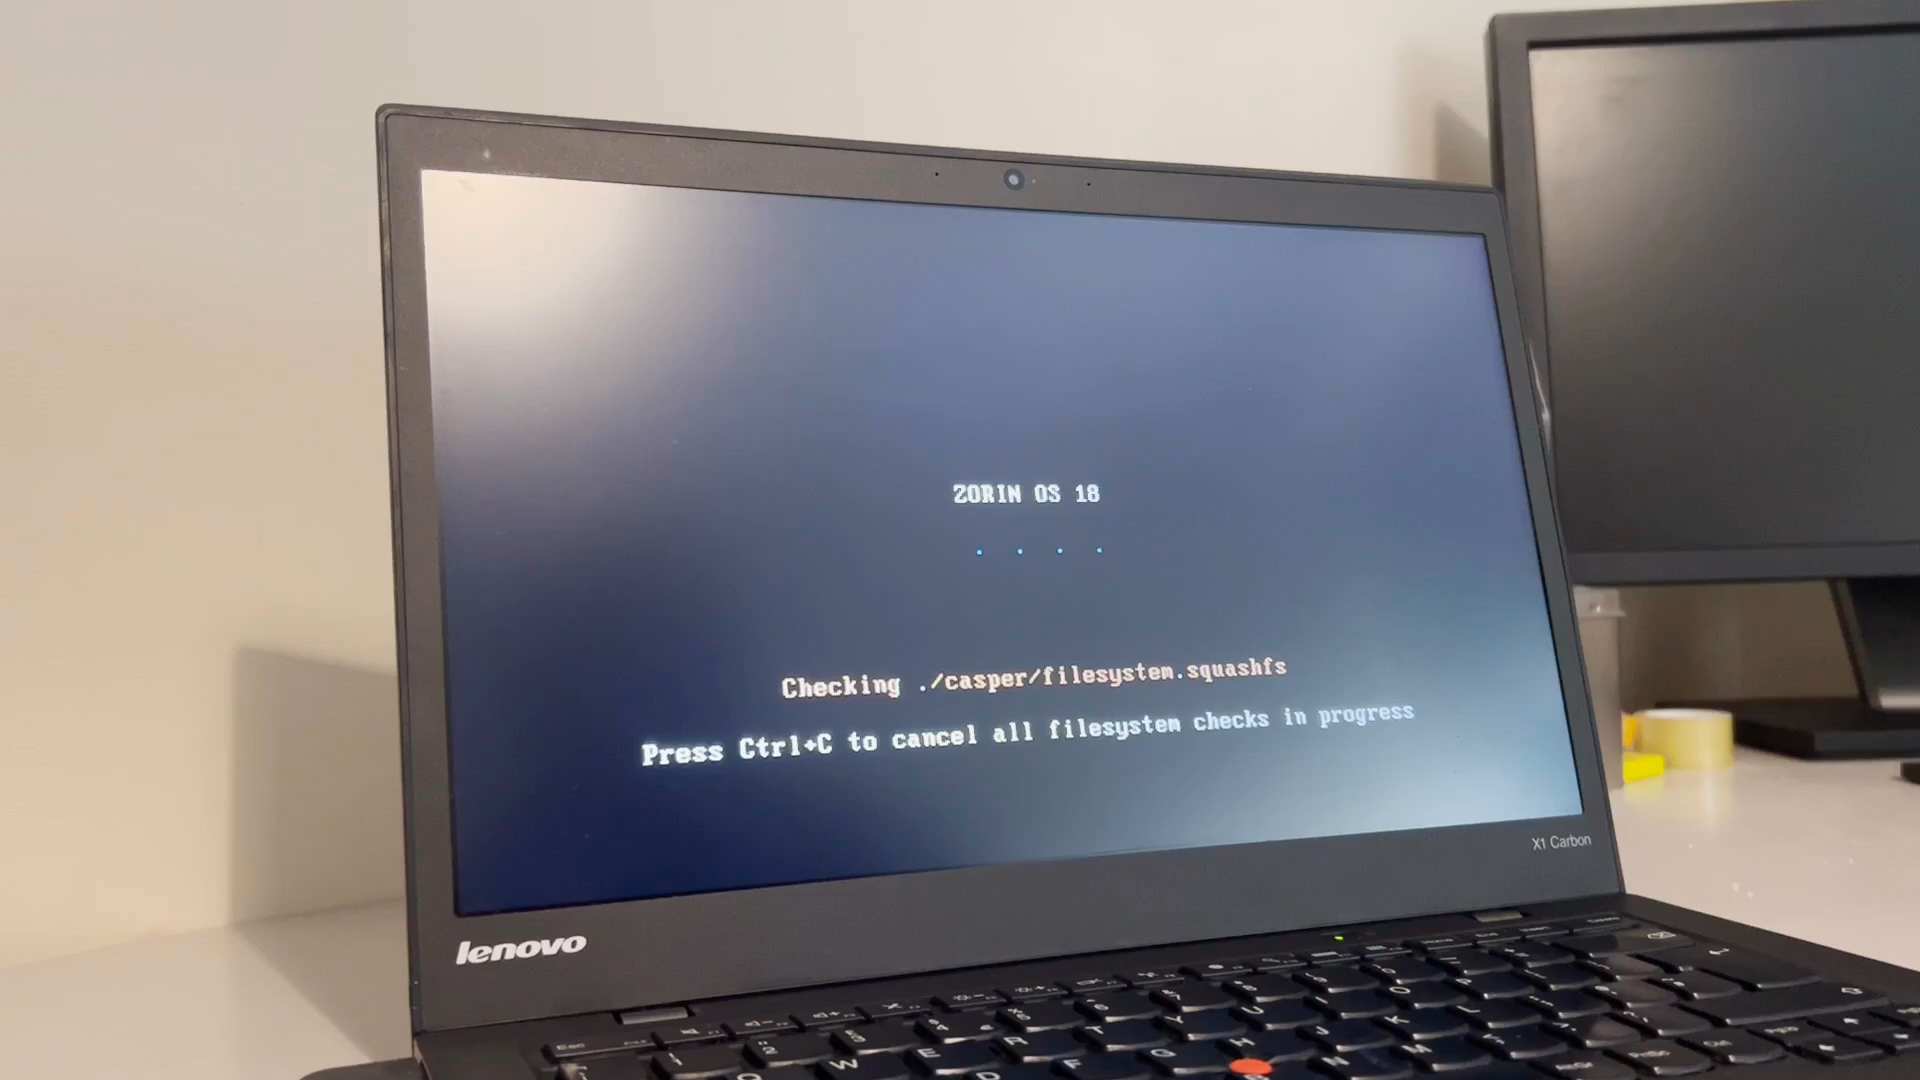 ZORIN OS 18
Checking ./casper/filesystem.squashfs
Press Ctrl+C to cancel all filesystem checks in progress
X1 Carbon
lenovo
Esc
W E R T Y U
G H J K L
D F N M